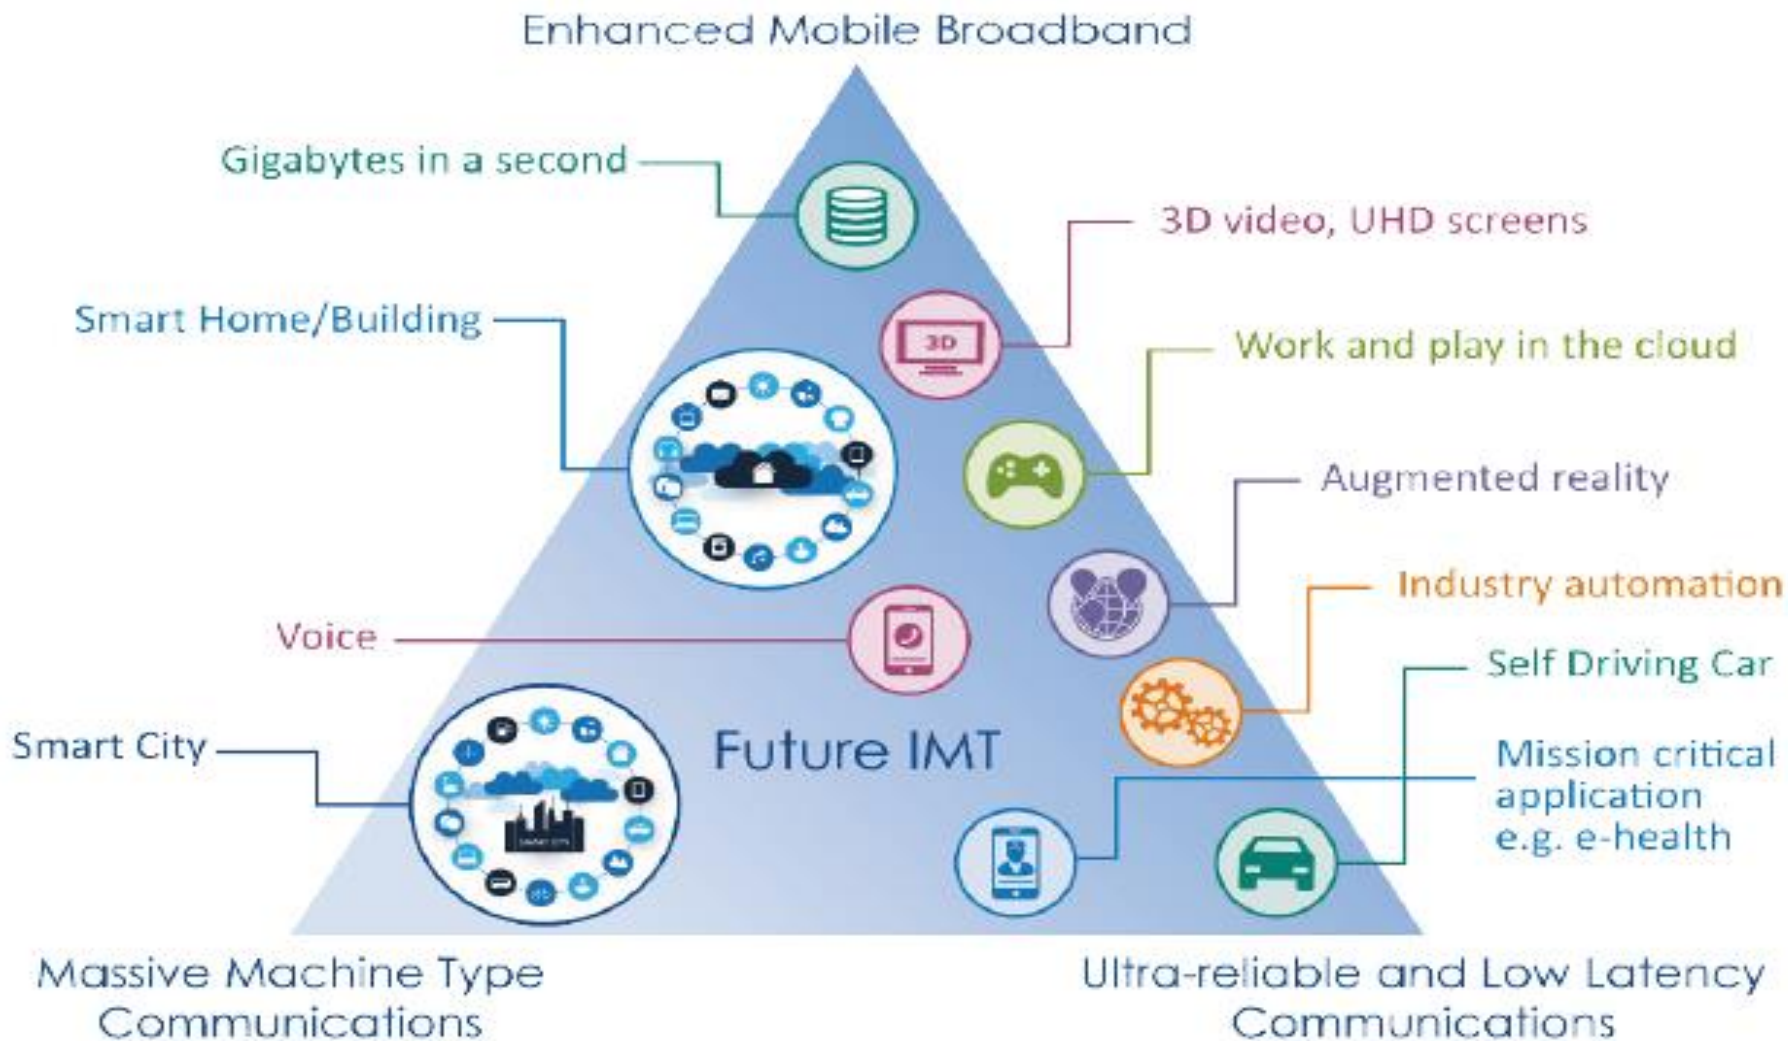 Enhanced Mobile Broadband
Gigabytes in a second
3D video, UHD screens
Smart Home/Building
3D
Work and play in the cloud
Augmented reality
Industry automation
Voice
Self Driving Car
Smart City
Future IMT
Mission critical
application
e.g. e-health
SMART CITY
Massive Machine Type
Communications
Ultra-reliable and Low Latency
Communications